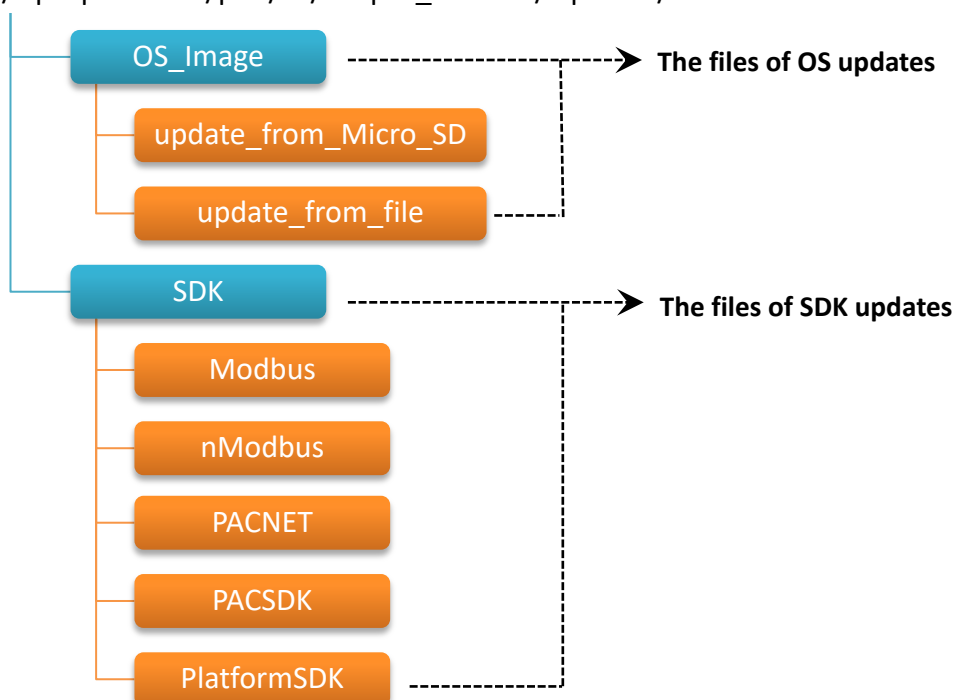 OS_Image
The files of OS updates
update_from_Micro_SD
update_from_file
SDK
The files of SDK updates
Modbus
nModbus
PACNET
PACSDK
PlatformSDK